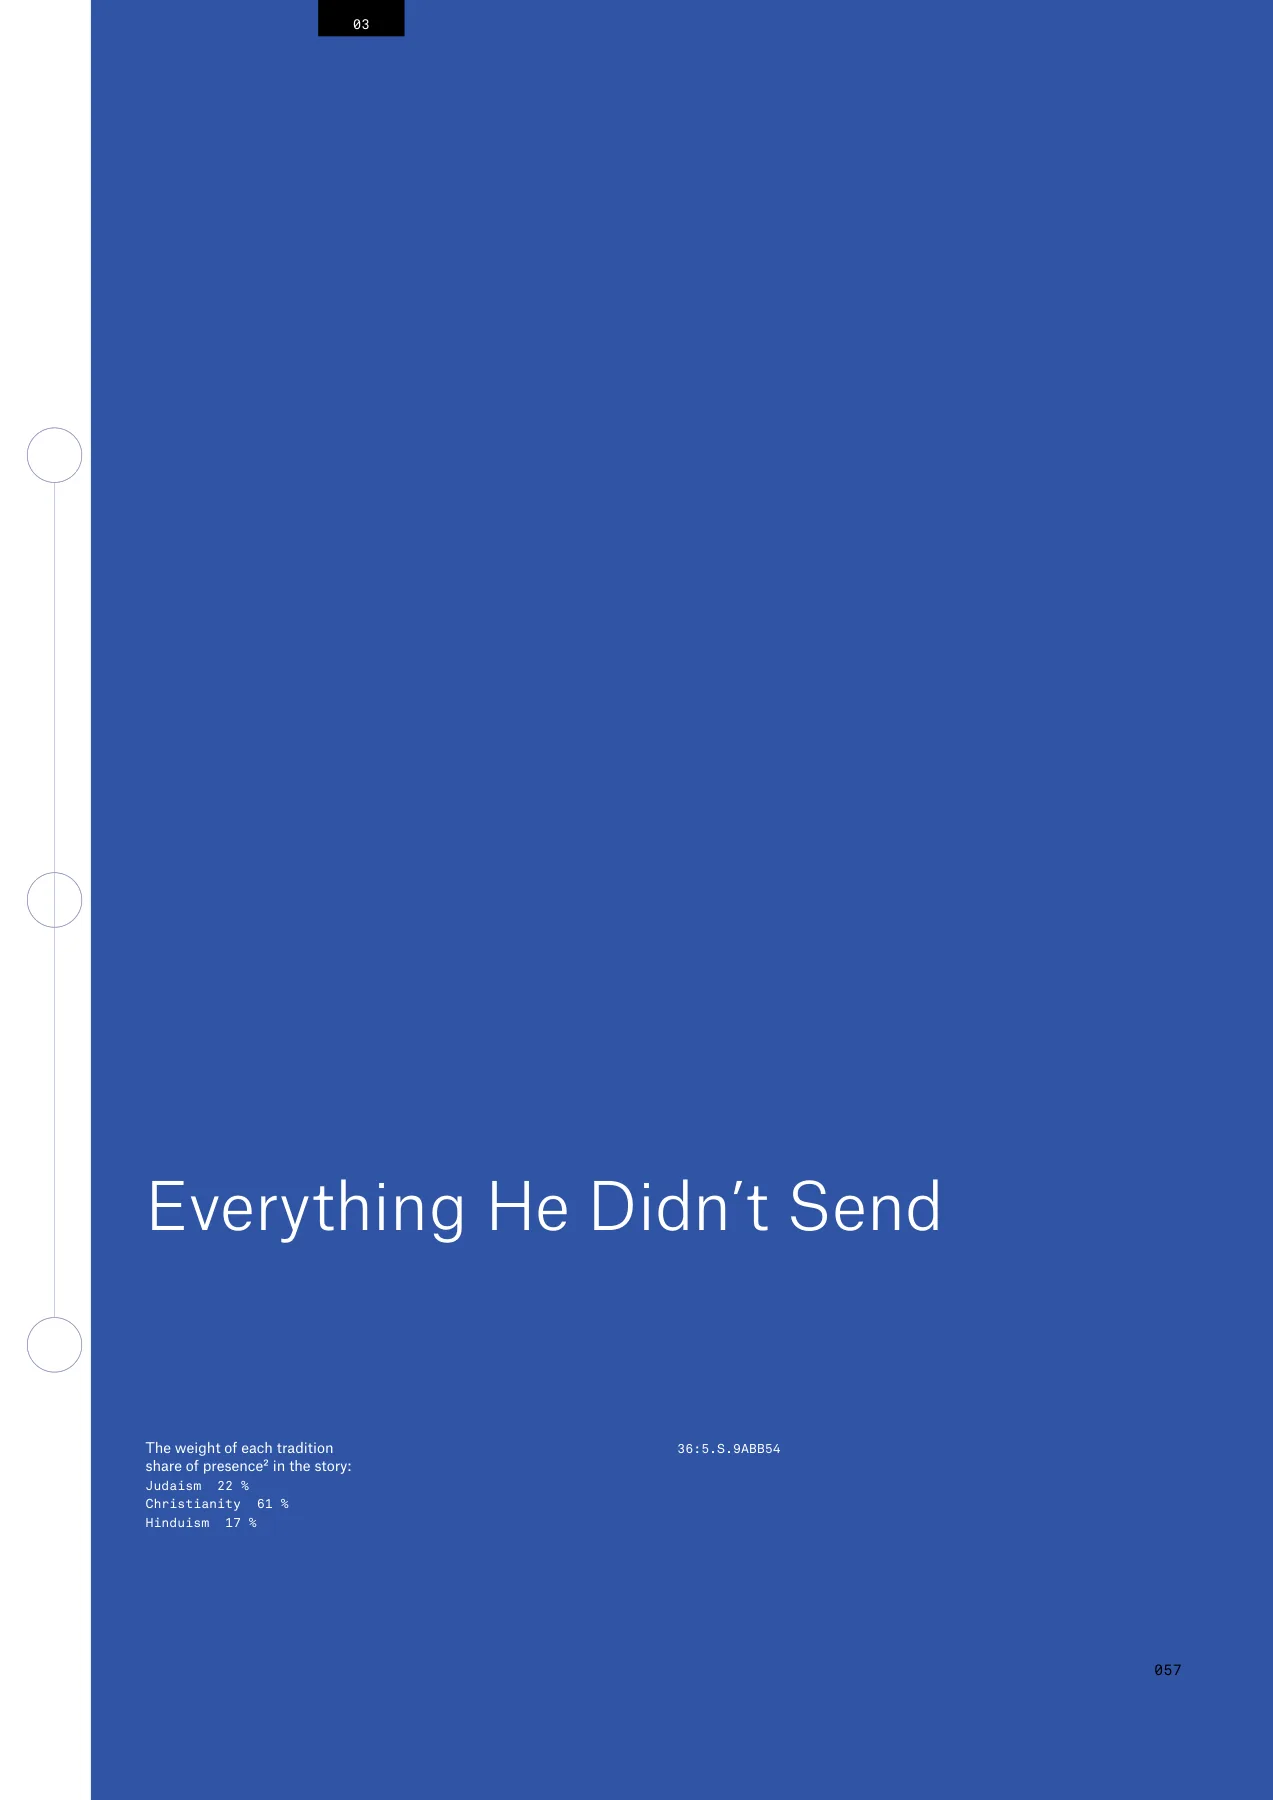 03
Everything He Didn’t Send
The weight of each tradition
share of presence² in the story:
Judaism  22 %
Christianity  61 %
Hinduism  17 %
36:5.S.9ABB54
057